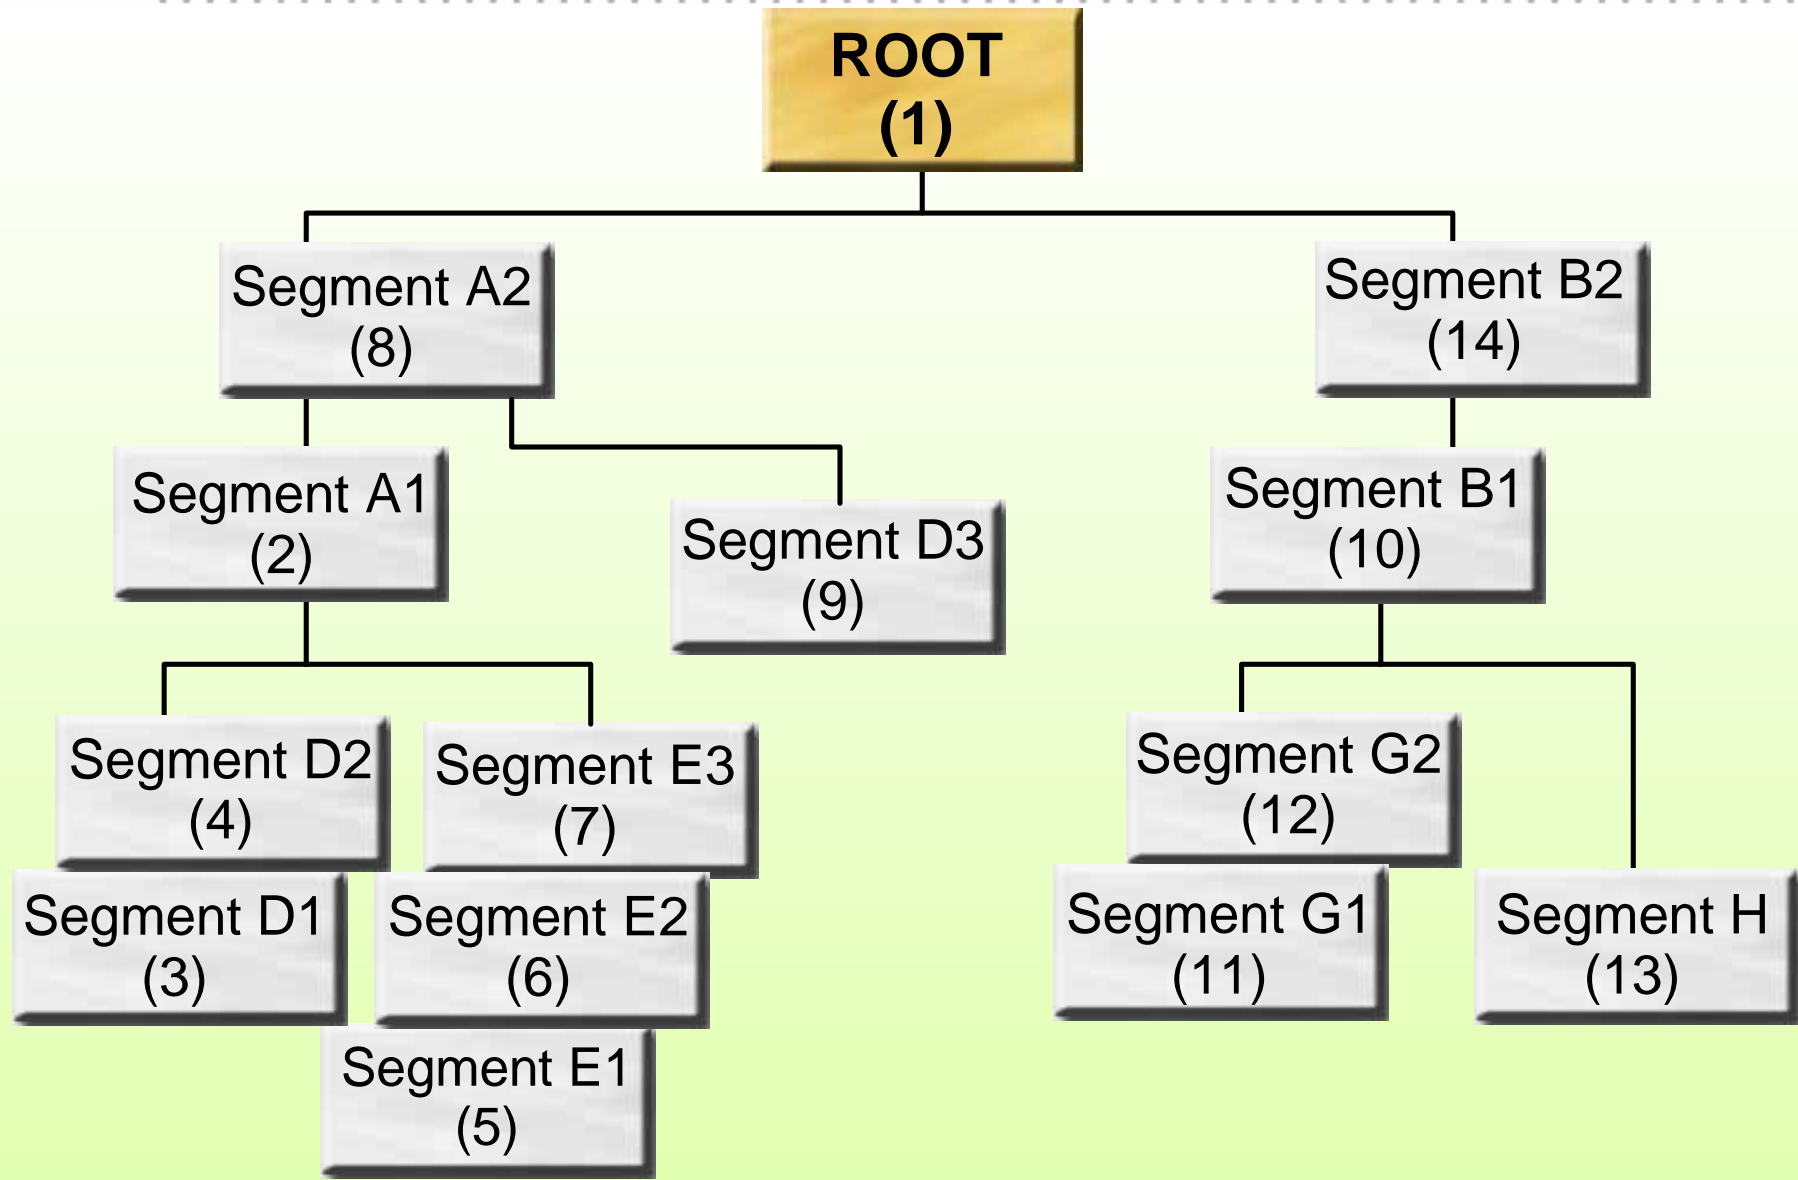 ROOT
(1)
Segment A2
(8)
Segment B2
(14)
Segment A1
(2)
Segment D3
(9)
Segment B1
(10)
Segment D2
(4)
Segment E3
(7)
Segment G2
(12)
Segment D1
(3)
Segment E2
(6)
Segment G1
(11)
Segment H
(13)
Segment E1
(5)